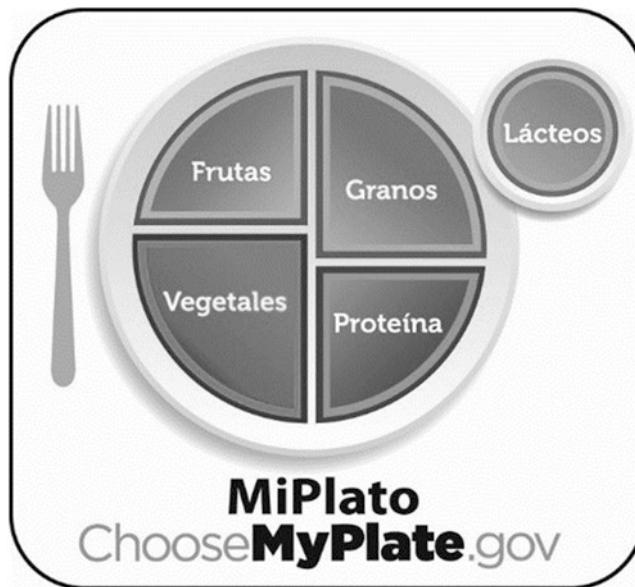 Frutas
Granos
Lácteos
Vegetales
Proteína
MiPlato
ChooseMyPlate.gov